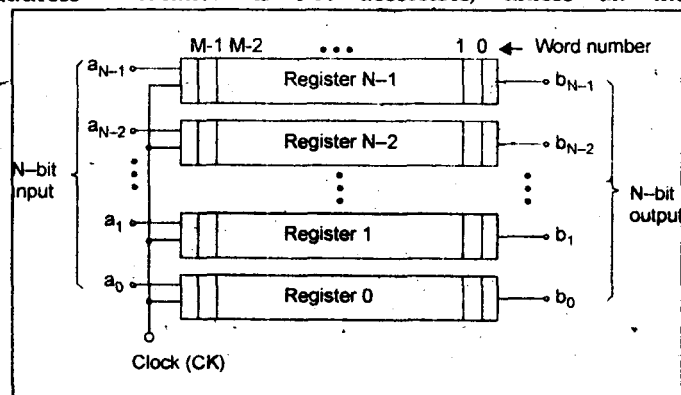 M-1 M-2 ••• 1 0 ← Word number
a_{N–1} Register N–1 b_{N–1}
a_{N–2} Register N–2 b_{N–2}
N–bit
input
N–bit
output
a_1 Register 1 b_1
a_0 Register 0 b_0
Clock (CK)